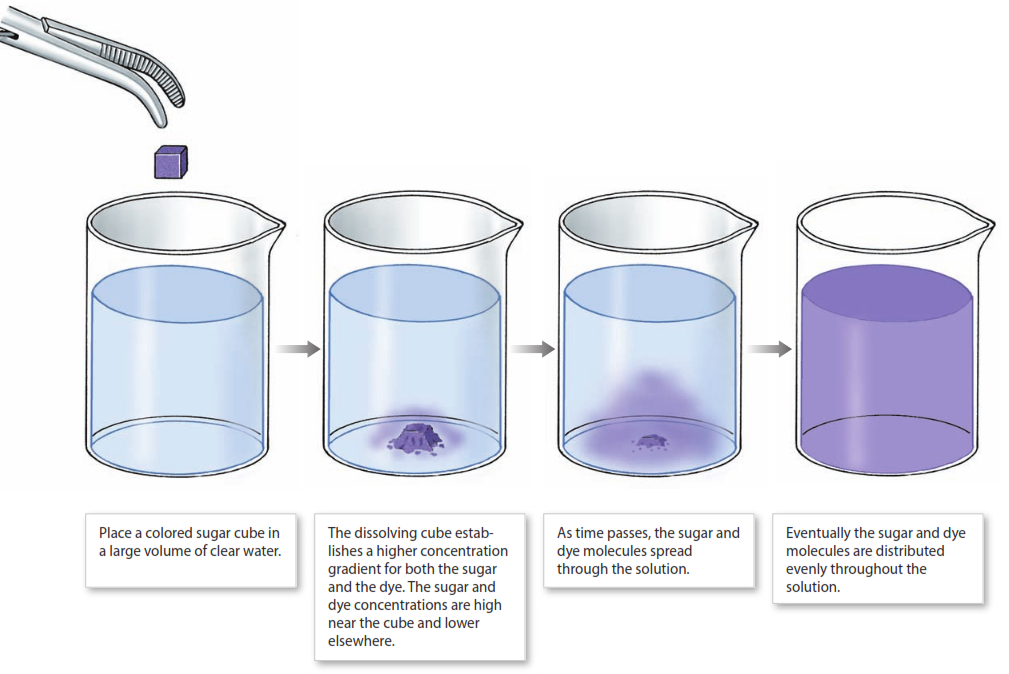 Place a colored sugar cube in
a large volume of clear water.
The dissolving cube estab-
lishes a higher concentration
gradient for both the sugar
and the dye. The sugar and
dye concentrations are high
near the cube and lower
elsewhere.
As time passes, the sugar and
dye molecules spread
through the solution.
Eventually the sugar and dye
molecules are distributed
evenly throughout the
solution.